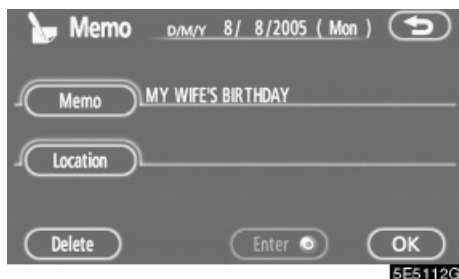 Memo D/M/Y 8/ 8/2005 ( Mon )
Memo MY WIFE'S BIRTHDAY
Location
Delete Enter OK
5E5112G